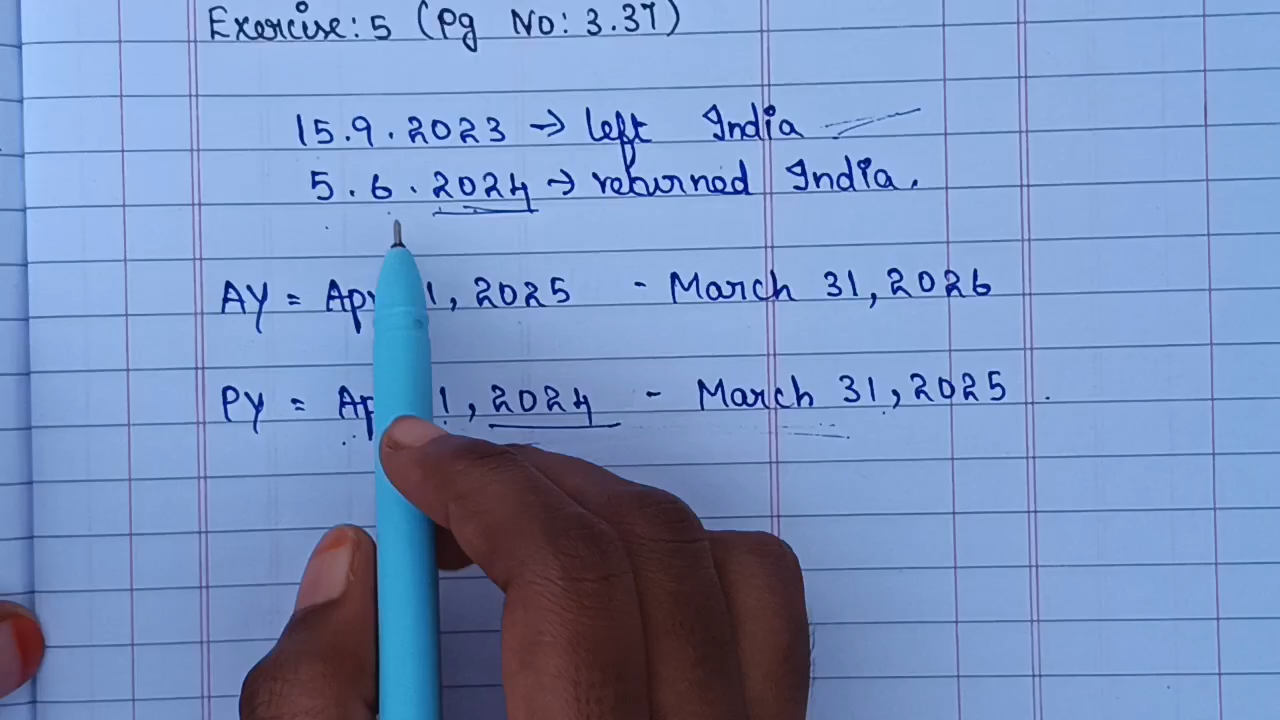 Exercise: 5 (Pg No: 3.37)
15.9.2023 → left India
5.6.2024 → returned India.
AY = Ap 1, 2025 - March 31, 2026
PY = Ap 1, 2024 - March 31, 2025.